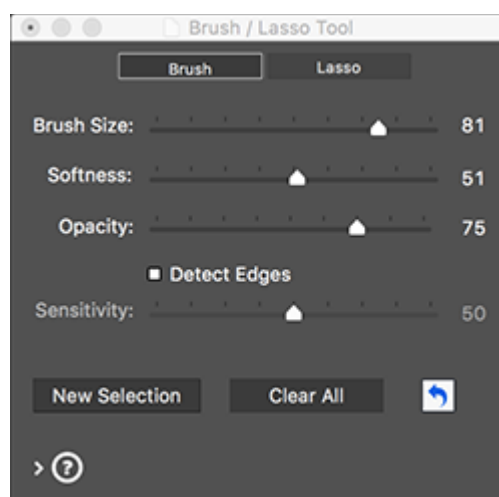 Brush / Lasso Tool
Brush Lasso
Brush Size: 81
Softness: 51
Opacity: 75
Detect Edges
Sensitivity: 50
New Selection Clear All
> ?